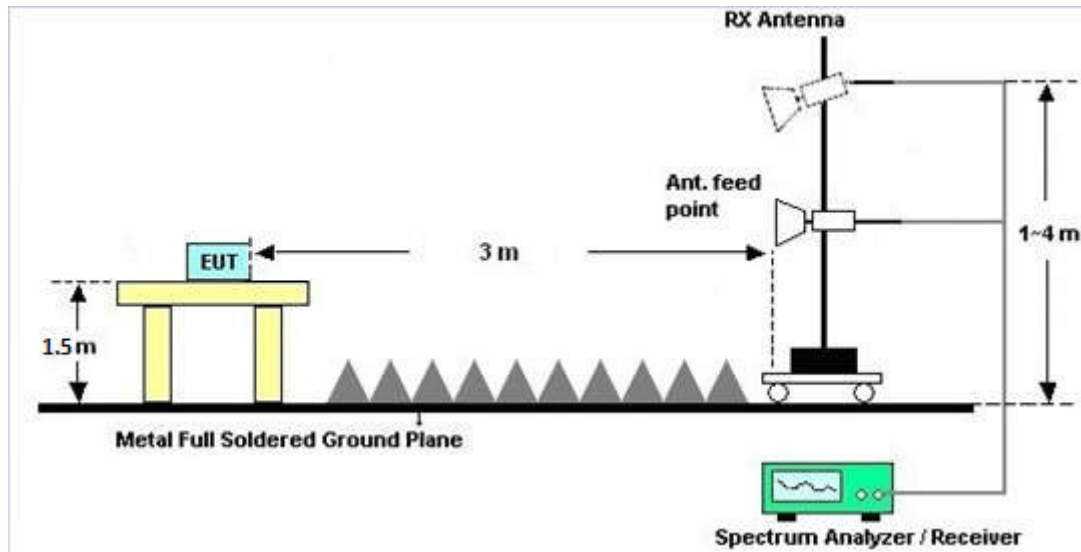 RX Antenna
Ant. feed
point
3 m
1~4 m
EUT
1.5 m
Metal Full Soldered Ground Plane
Spectrum Analyzer / Receiver